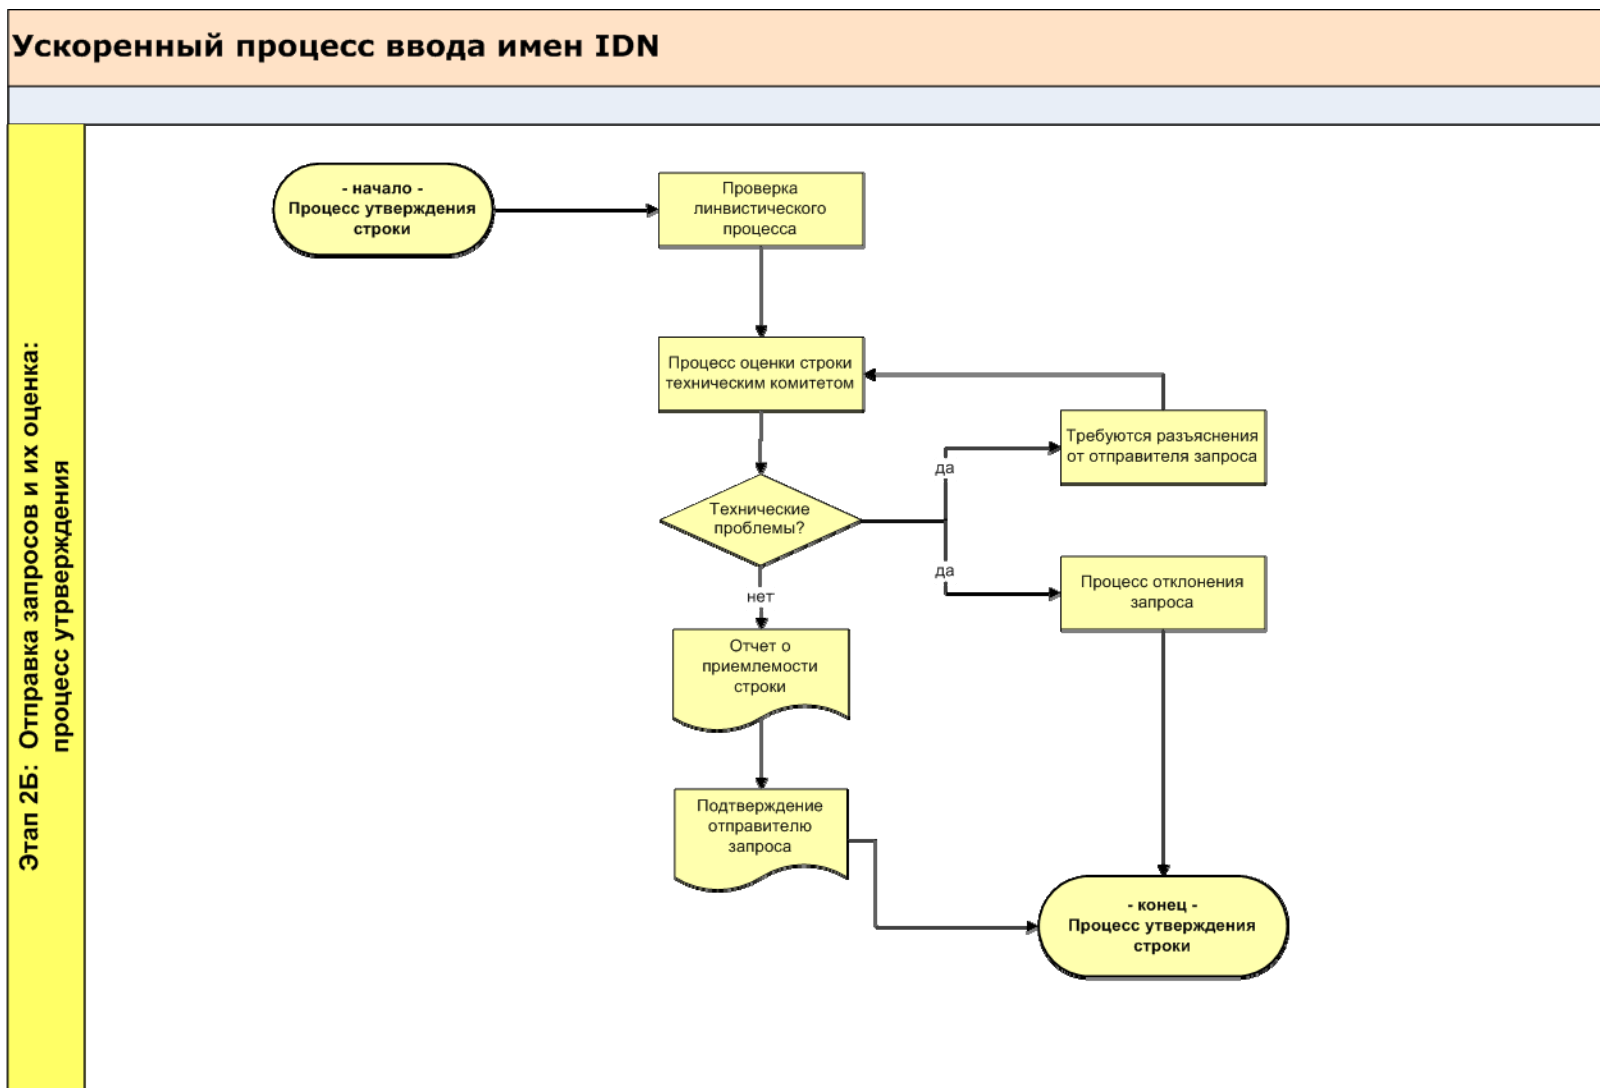 Ускоренный процесс ввода имен IDN
Этап 2Б: Отправка запросов и их оценка:
процесс утрверждения
- начало -
Процесс утверждения
строки
Проверка
линвистического
процесса
Процесс оценки строки
техническим комитетом
Требуются разъяснения
от отправителя запроса
да
Технические
проблемы?
да
Процесс отклонения
запроса
нет
Отчет о
приемлемости
строки
Подтверждение
отправителю
запроса
- конец -
Процесс утверждения
строки